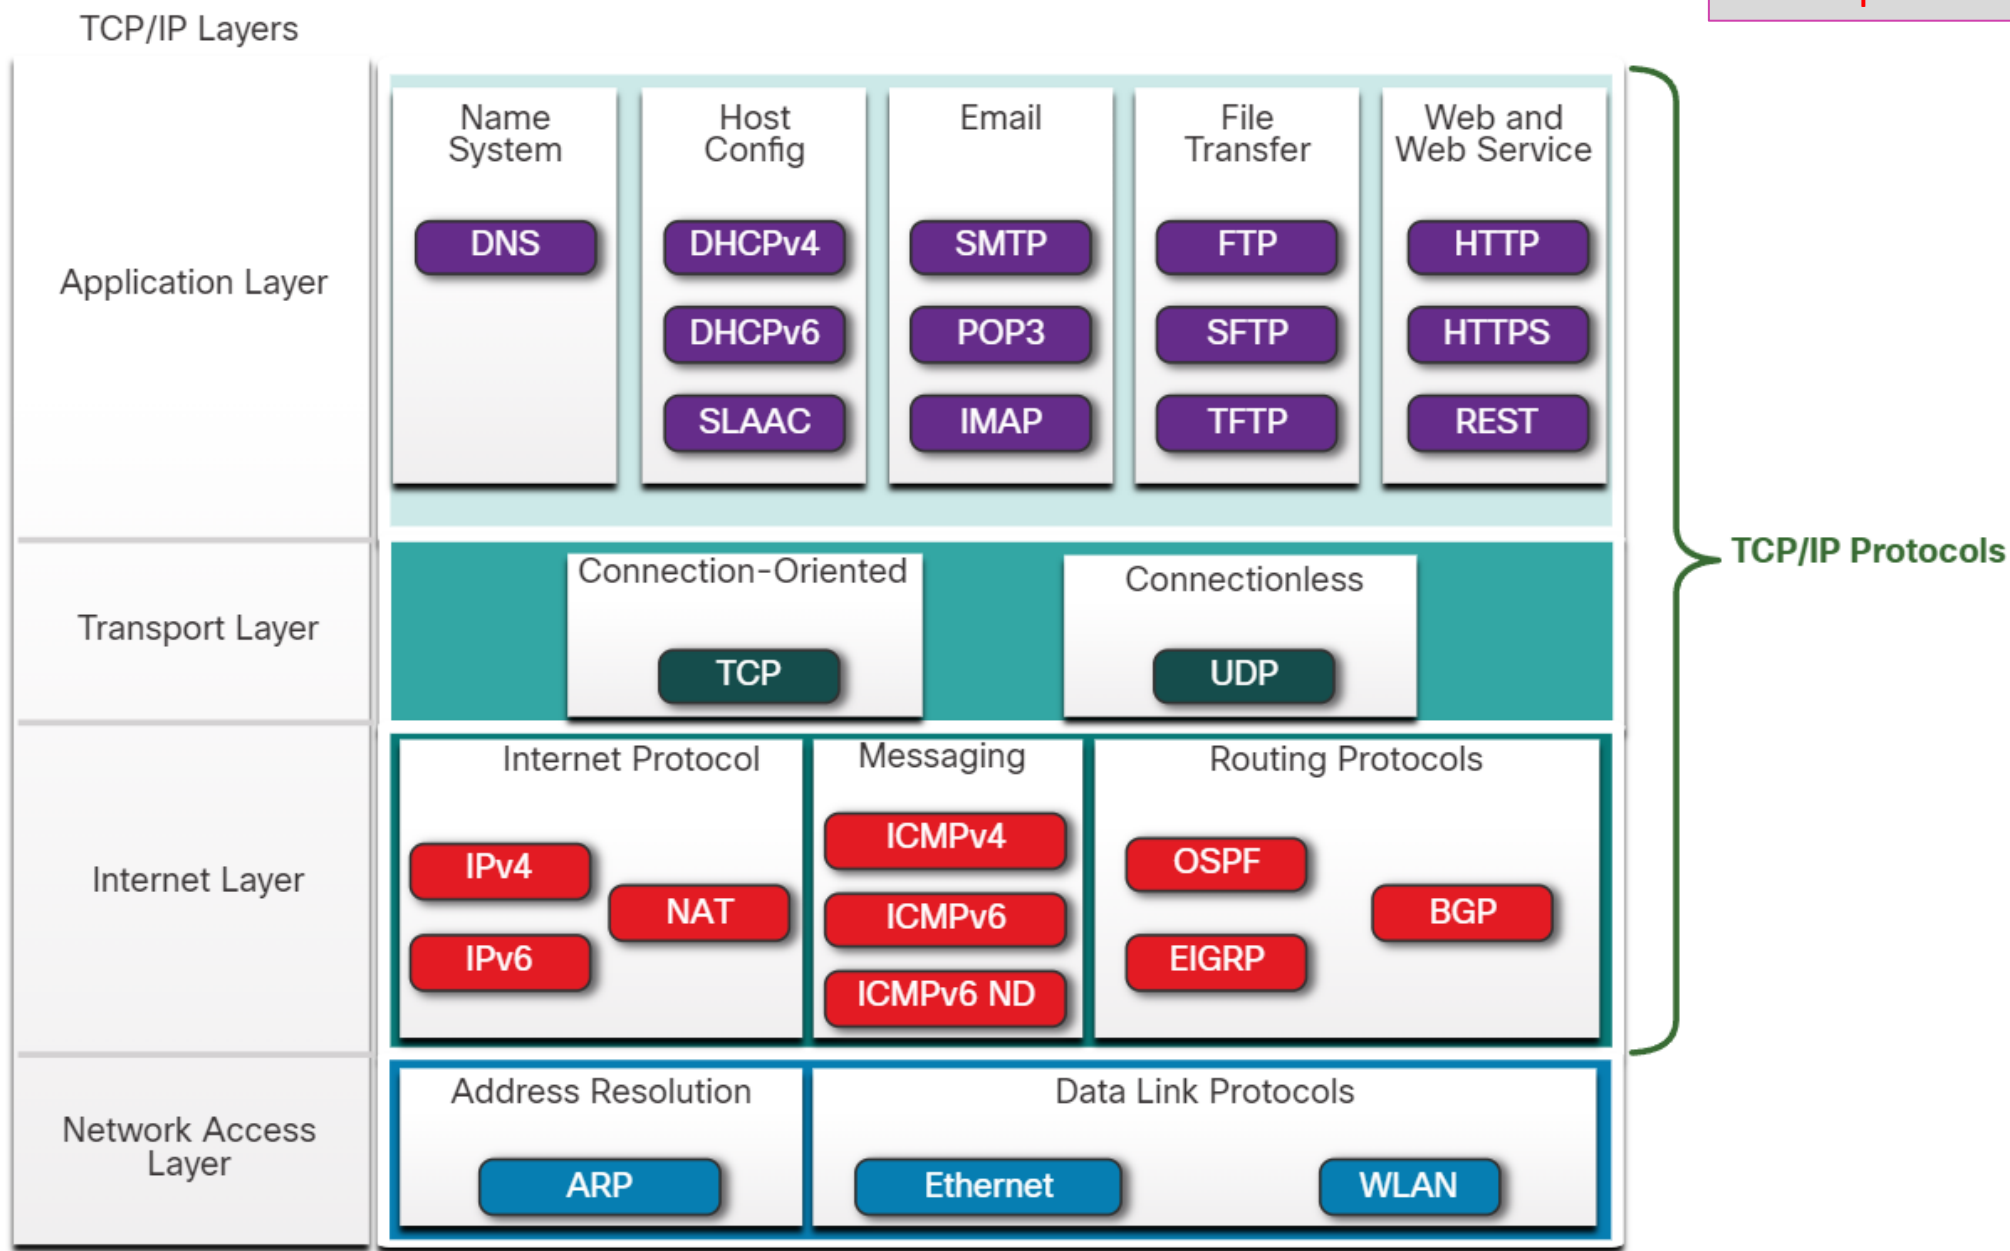 TCP/IP Layers
Application Layer
Name
System
DNS
Host
Config
DHCPv4
DHCPv6
SLAAC
Email
SMTP
POP3
IMAP
File
Transfer
FTP
SFTP
TFTP
Web and
Web Service
HTTP
HTTPS
REST
Transport Layer
Connection-Oriented
TCP
Connectionless
UDP
Internet Layer
Internet Protocol
IPv4
IPv6
NAT
Messaging
ICMPv4
ICMPv6
ICMPv6 ND
Routing Protocols
OSPF
EIGRP
BGP
Network Access
Layer
Address Resolution
ARP
Data Link Protocols
Ethernet
WLAN
TCP/IP Protocols